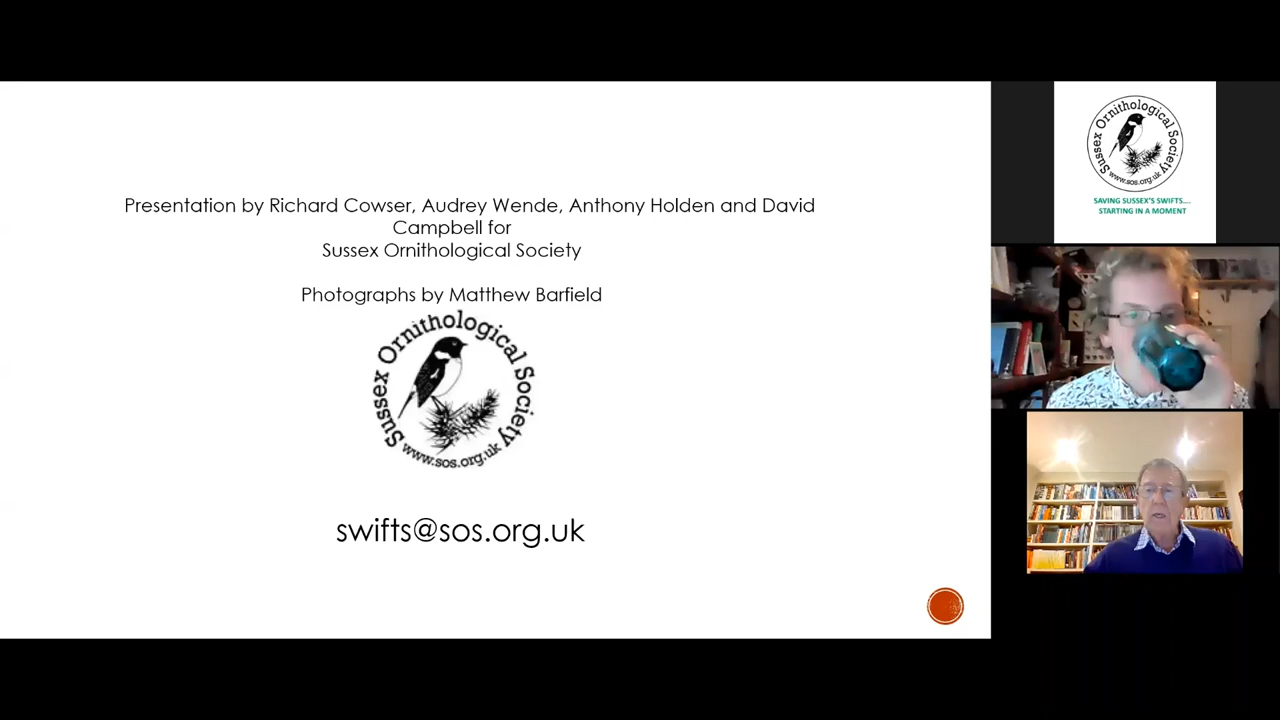 Presentation by Richard Cowser, Audrey Wende, Anthony Holden and David
Campbell for
Sussex Ornithological Society
Photographs by Matthew Barfield
Sussex Ornithological Society
www.sos.org.uk
swifts@sos.org.uk
Sussex Ornithological Society
www.sos.org.uk
SAVING SUSSEX'S SWIFTS....
STARTING IN A MOMENT